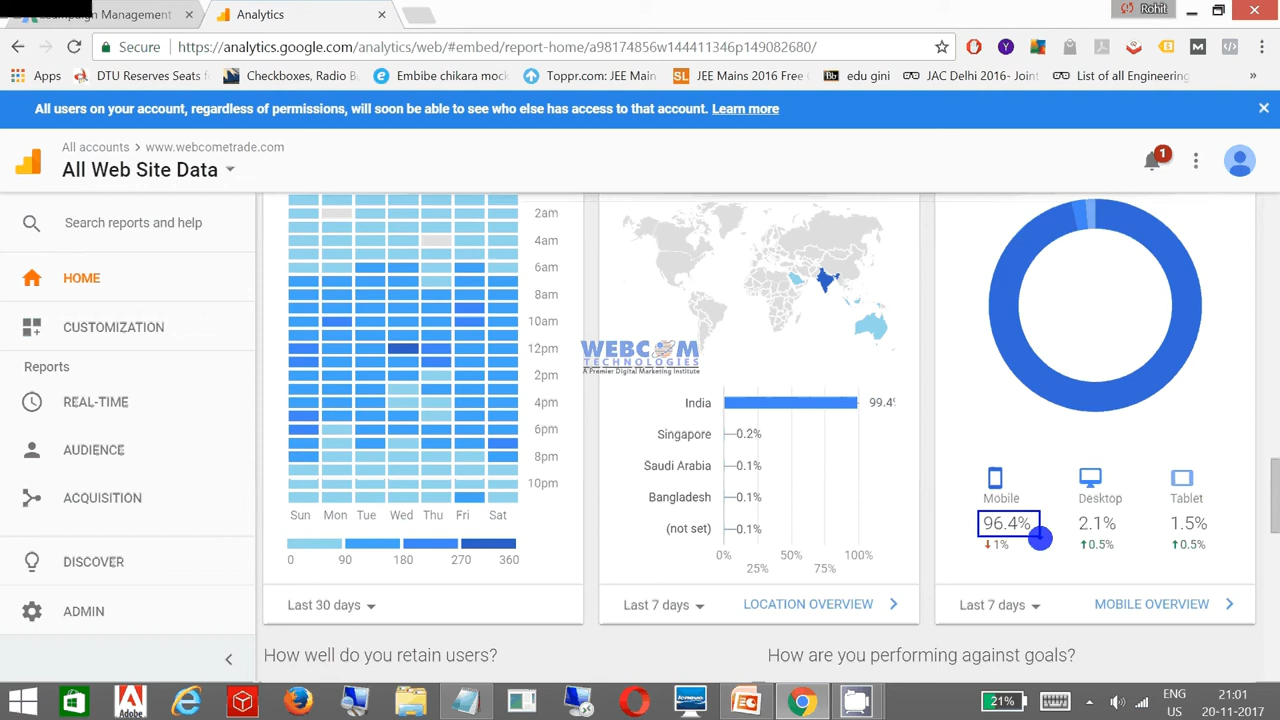 Campaign Management
Analytics
Rohit
Secure
https://analytics.google.com/analytics/web/#embed/report-home/a98174856w144411346p149082680/
Apps
DTU Reserves Seats f
Checkboxes, Radio B
Embibe chikara mock
Toppr.com: JEE Main
SL JEE Mains 2016 Free
Bb edu gini
JAC Delhi 2016- Joint
List of all Engineering
»
All users on your account, regardless of permissions, will soon be able to see who else has access to that account. Learn more
All accounts > www.webcometrade.com
All Web Site Data
1
Search reports and help
HOME
CUSTOMIZATION
Reports
REAL-TIME
AUDIENCE
ACQUISITION
DISCOVER
ADMIN
2am
4am
6am
8am
10am
12pm
2pm
4pm
6pm
8pm
10pm
Sun Mon Tue Wed Thu Fri Sat
0 90 180 270 360
Last 30 days
WEBCOM
TECHNOLOGIES
A Premier Digital Marketing Institute
India 99.4%
Singapore 0.2%
Saudi Arabia 0.1%
Bangladesh 0.1%
(not set) 0.1%
0% 50% 100%
25% 75%
Last 7 days LOCATION OVERVIEW
Mobile Desktop Tablet
96.4% 2.1% 1.5%
↓1% ↑0.5% ↑0.5%
Last 7 days MOBILE OVERVIEW
How well do you retain users?
How are you performing against goals?
Adobe
lenovo
21%
ENG
US
21:01
20-11-2017